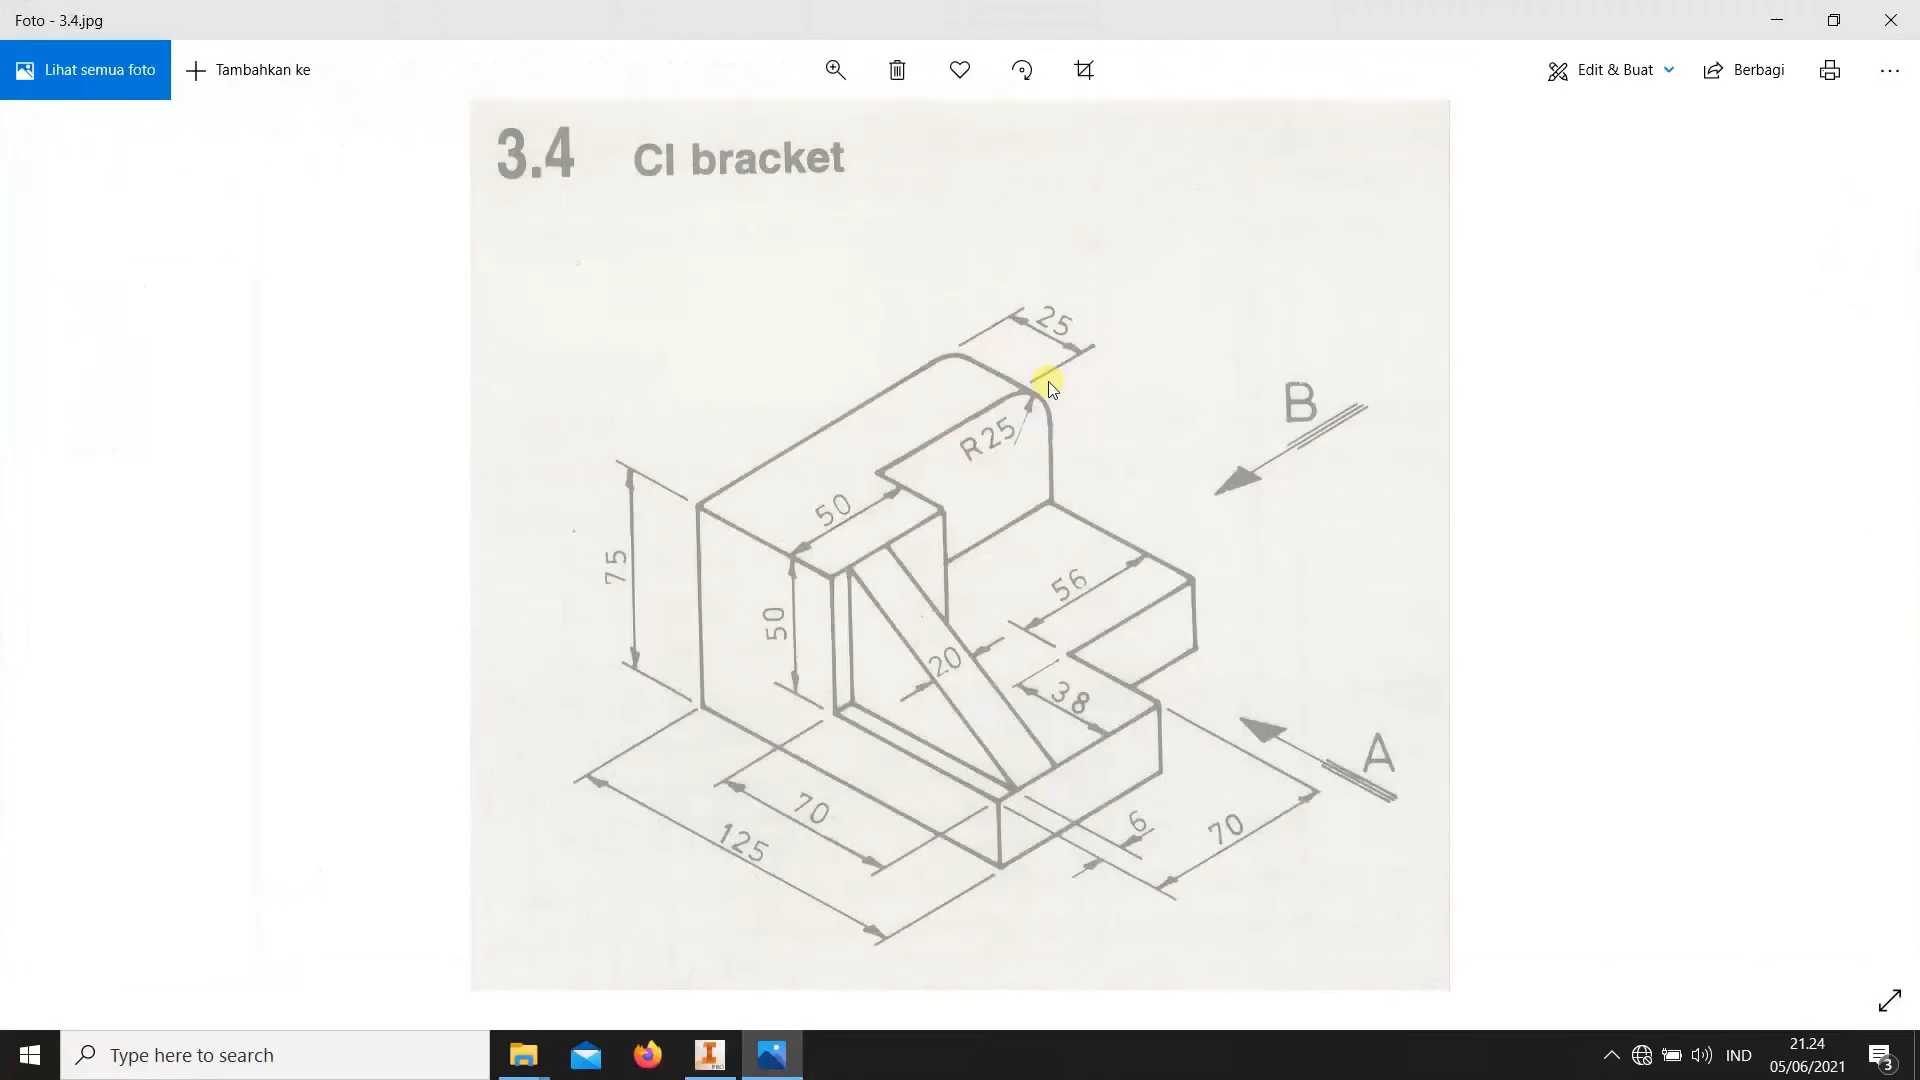 Foto - 3.4.jpg
Lihat semua foto
Tambahkan ke
Edit & Buat
Berbagi
3.4 CI bracket
25
B
R25
50
75
56
50
20
38
A
70
6
70
125
Type here to search
PRO
IND
21.24
05/06/2021
3